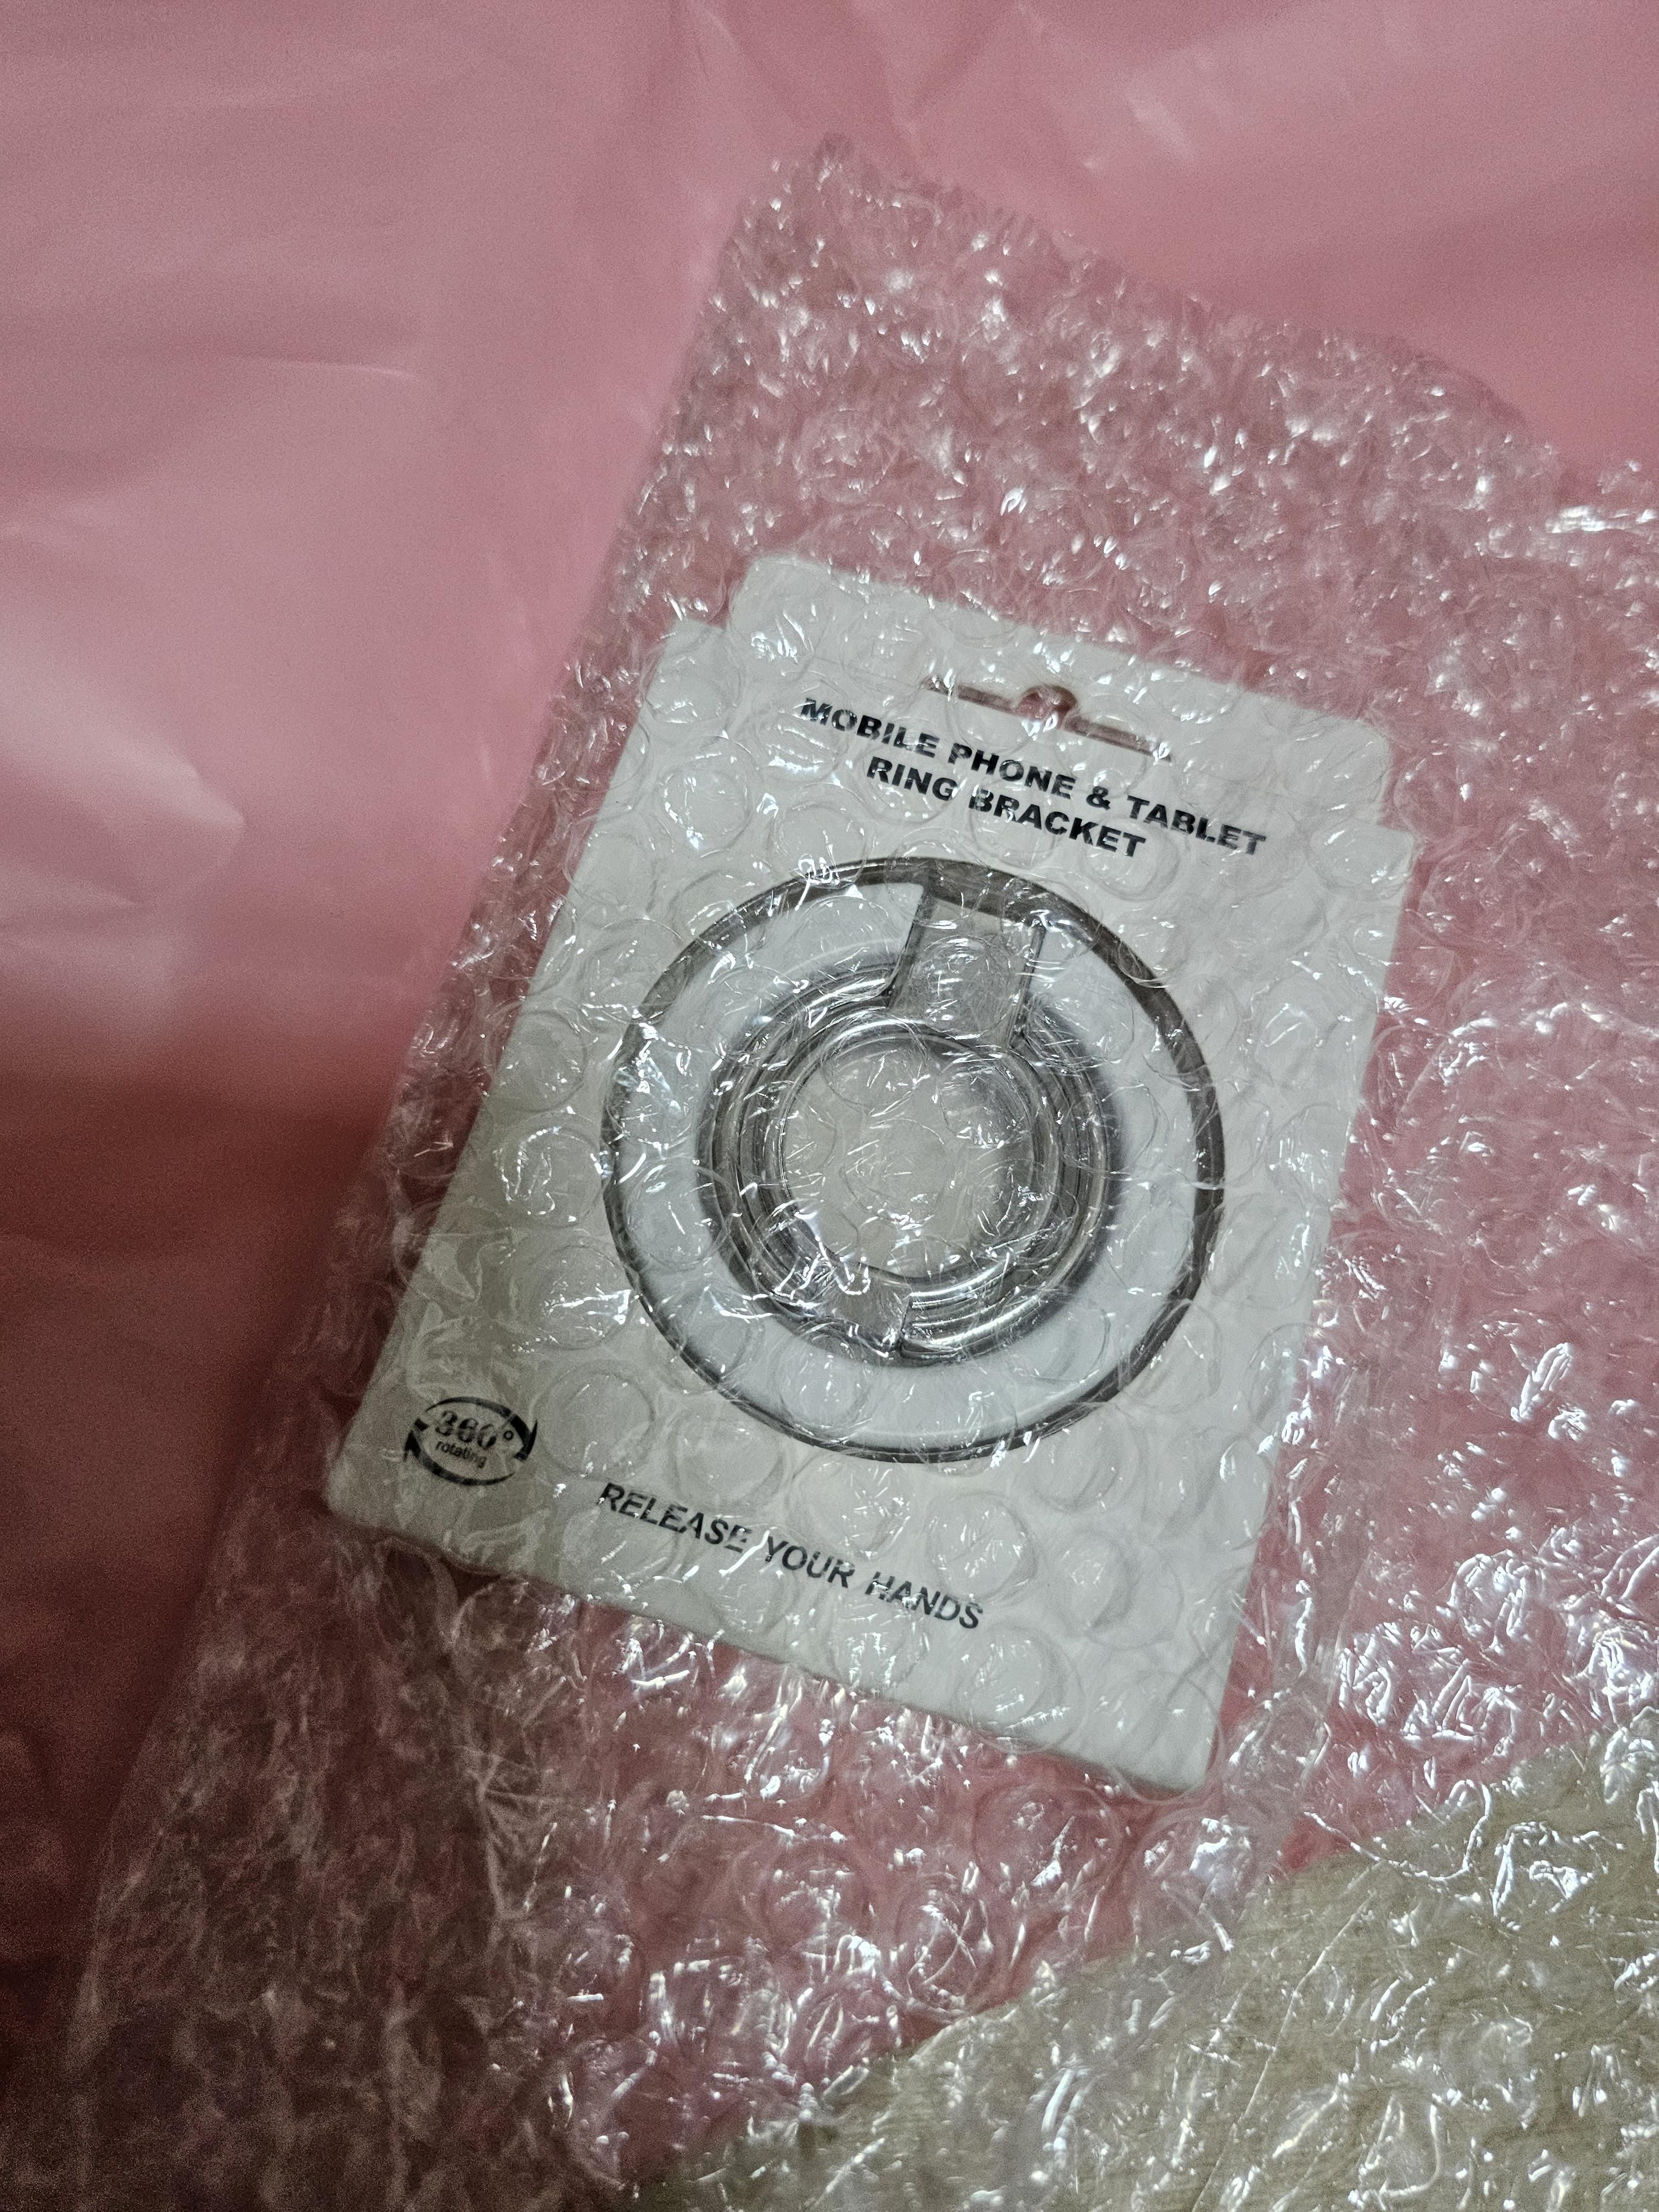 MOBILE PHONE & TABLET
RING BRACKET
360°
rotating
RELEASE YOUR HANDS